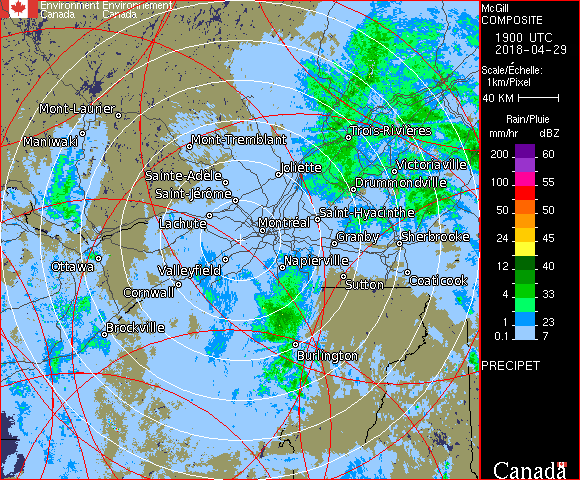 Environment Environnement
Canada Canada
McGill
COMPOSITE
1900 UTC
2018-04-29
Scale/Échelle:
1km/Pixel
40 KM
Rain/Pluie
mm/hr dBZ
200 60
100 55
50 50
24 45
12 40
4 33
1 23
0.1 7
PRECIPET
Canada
Mont-Laurier
Maniwaki
Mont-Tremblant
Trois-Rivières
Sainte-Adèle
Joliette
Victoriaville
Saint-Jérôme
Drummondville
Lachute
Montréal
Saint-Hyacinthe
Granby
Sherbrooke
Ottawa
Valleyfield
Napierville
Cornwall
Sutton
Coaticook
Brockville
Burlington